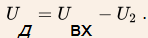 U_Д = U_ВХ − U_2 .